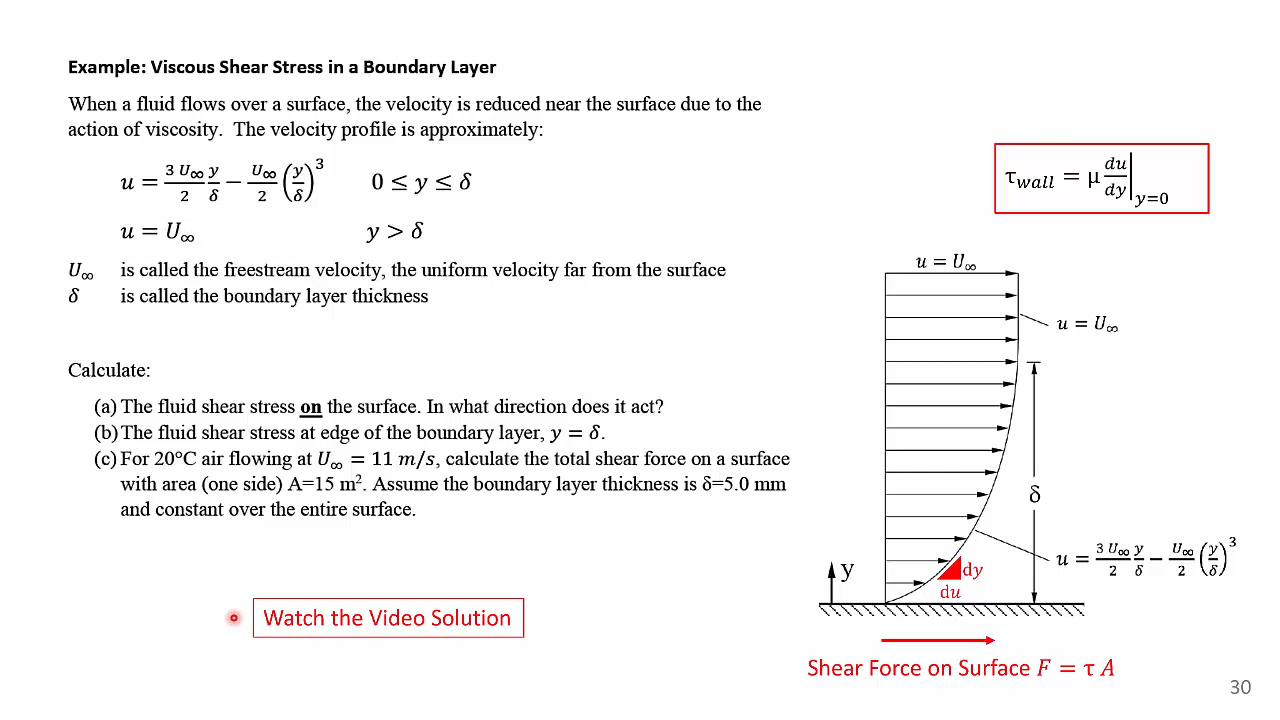 Example: Viscous Shear Stress in a Boundary Layer
When a fluid flows over a surface, the velocity is reduced near the surface due to the
action of viscosity. The velocity profile is approximately:
u = 3 U∞/2 y/δ − U∞/2 (y/δ)³  0 ≤ y ≤ δ
u = U∞  y > δ
U∞ is called the freestream velocity, the uniform velocity far from the surface
δ is called the boundary layer thickness
Calculate:
(a) The fluid shear stress on the surface. In what direction does it act?
(b) The fluid shear stress at edge of the boundary layer, y = δ.
(c) For 20°C air flowing at U∞ = 11 m/s, calculate the total shear force on a surface
with area (one side) A=15 m². Assume the boundary layer thickness is δ=5.0 mm
and constant over the entire surface.
Watch the Video Solution
τwall = μ du/dy|y=0
u = U∞
u = U∞
δ
u = 3 U∞/2 y/δ − U∞/2 (y/δ)³
y
dy
du
Shear Force on Surface F = τ A
30